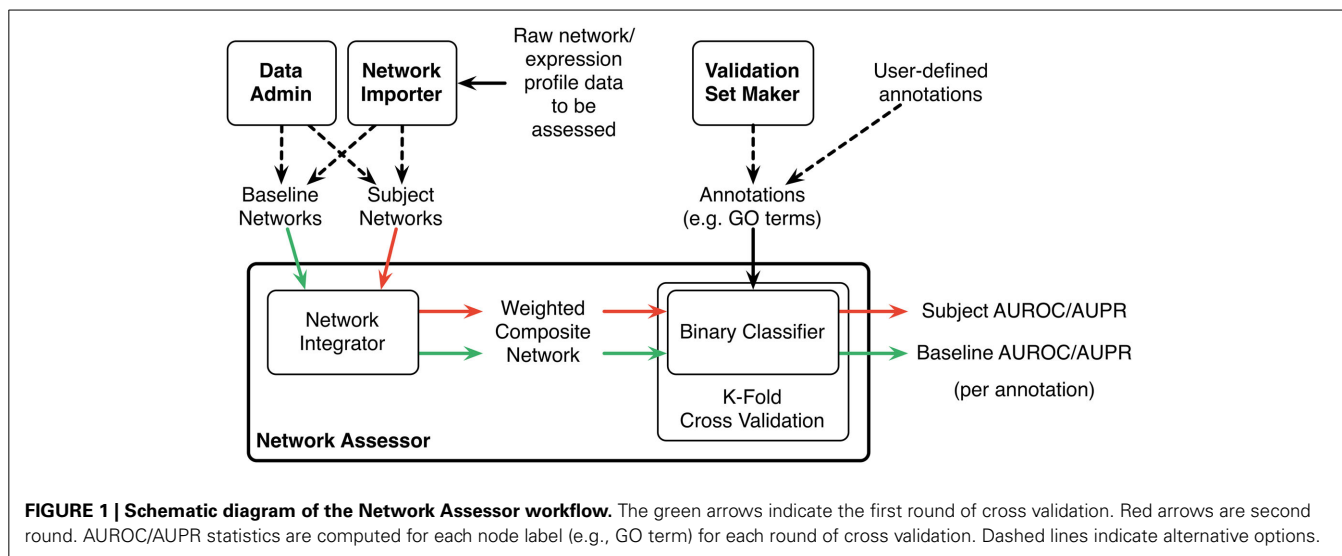 Data
Admin
Network
Importer
Raw network/
expression
profile data
to be
assessed
Validation
Set Maker
User-defined
annotations
Baseline
Networks
Subject
Networks
Annotations
(e.g. GO terms)
Network
Integrator
Weighted
Composite
Network
Binary Classifier
K-Fold
Cross Validation
Subject AUROC/AUPR
Baseline AUROC/AUPR
(per annotation)
Network Assessor
FIGURE 1 | Schematic diagram of the Network Assessor workflow. The green arrows indicate the first round of cross validation. Red arrows are second
round. AUROC/AUPR statistics are computed for each node label (e.g., GO term) for each round of cross validation. Dashed lines indicate alternative options.